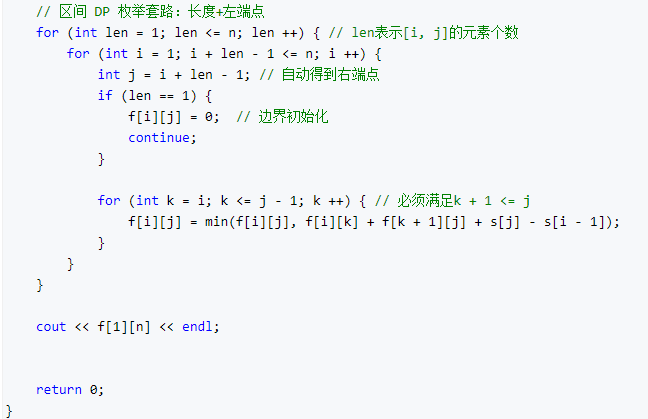 // 区间 DP 枚举套路：长度+左端点
for (int len = 1; len <= n; len ++) { // len表示[i, j]的元素个数
for (int i = 1; i + len - 1 <= n; i ++) {
int j = i + len - 1; // 自动得到右端点
if (len == 1) {
f[i][j] = 0;  // 边界初始化
continue;
}
for (int k = i; k <= j - 1; k ++) { // 必须满足k + 1 <= j
f[i][j] = min(f[i][j], f[i][k] + f[k + 1][j] + s[j] - s[i - 1]);
}
}
}
cout << f[1][n] << endl;
return 0;
}